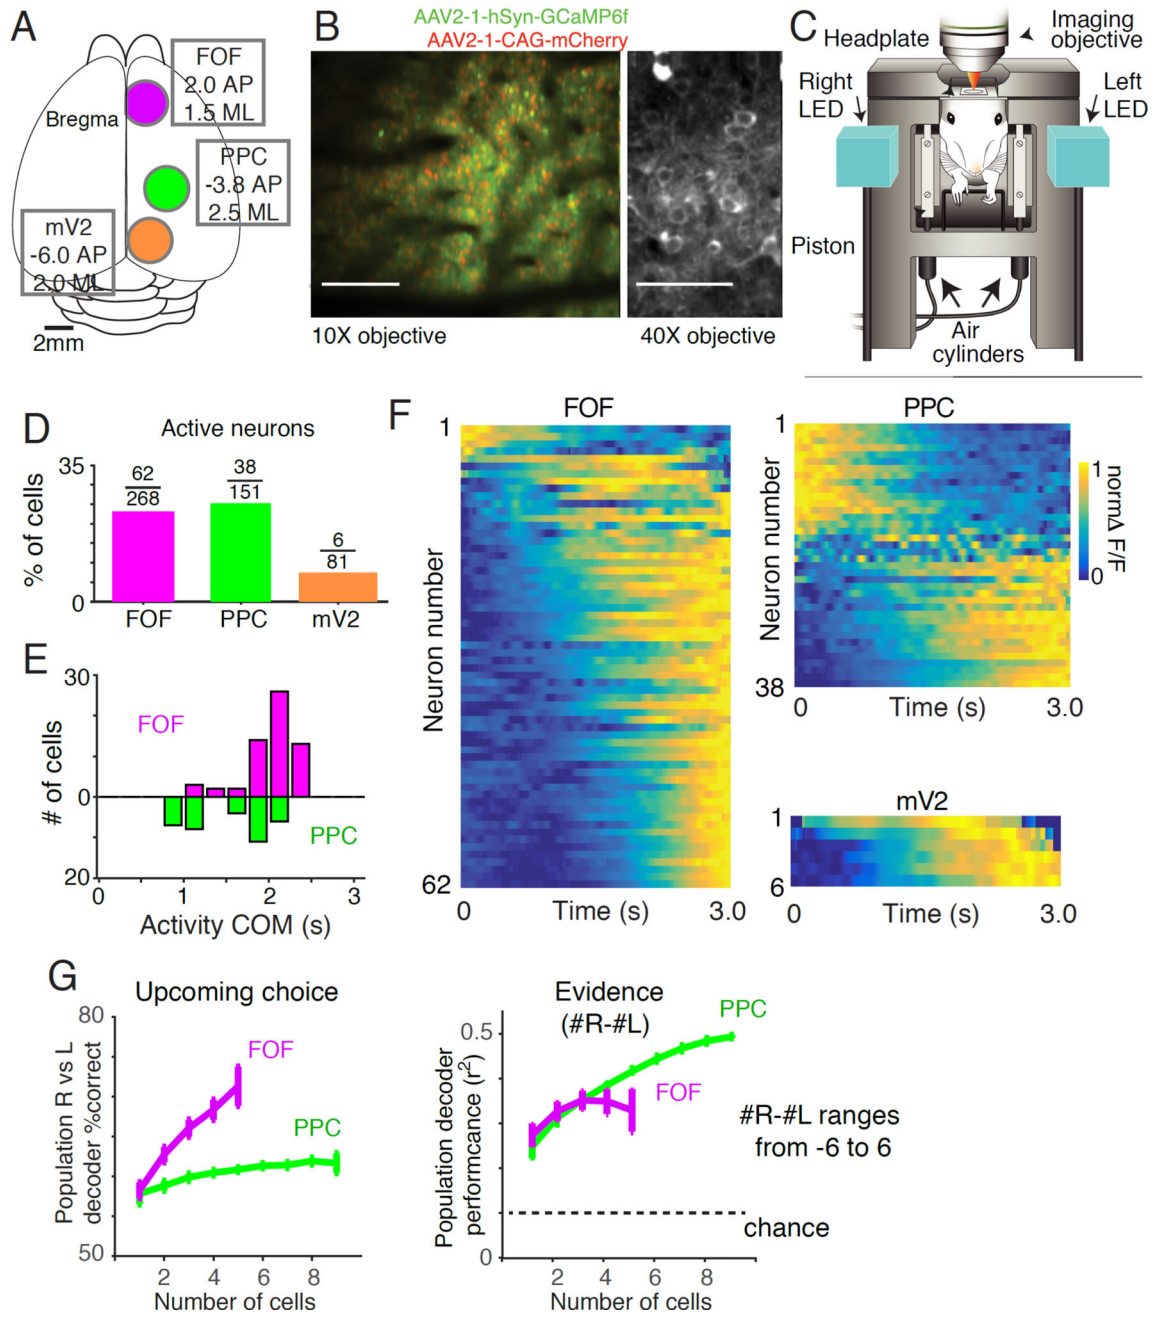 A
FOF
2.0 AP
1.5 ML
Bregma
PPC
-3.8 AP
2.5 ML
mV2
-6.0 AP
2.0 ML
2mm
B
AAV2-1-hSyn-GCaMP6f
AAV2-1-CAG-mCherry
10X objective
40X objective
C
Headplate
Imaging
objective
Right
LED
Left
LED
Piston
Air
cylinders
D
Active neurons
% of cells
35
0
62
268
38
151
6
81
FOF
PPC
mV2
E
# of cells
30
0
20
FOF
PPC
0
1
2
3
Activity COM (s)
F
FOF
Neuron number
1
62
0
Time (s)
3.0
PPC
Neuron number
1
38
0
Time (s)
3.0
1
0
normΔ F/F
mV2
1
6
0
Time (s)
3.0
G
Upcoming choice
Population R vs L
decoder %correct
80
50
FOF
PPC
2
4
6
8
Number of cells
Evidence
(#R-#L)
Population decoder
performcance (r²)
0.5
0
PPC
FOF
#R-#L ranges
from -6 to 6
chance
2
4
6
8
Number of cells